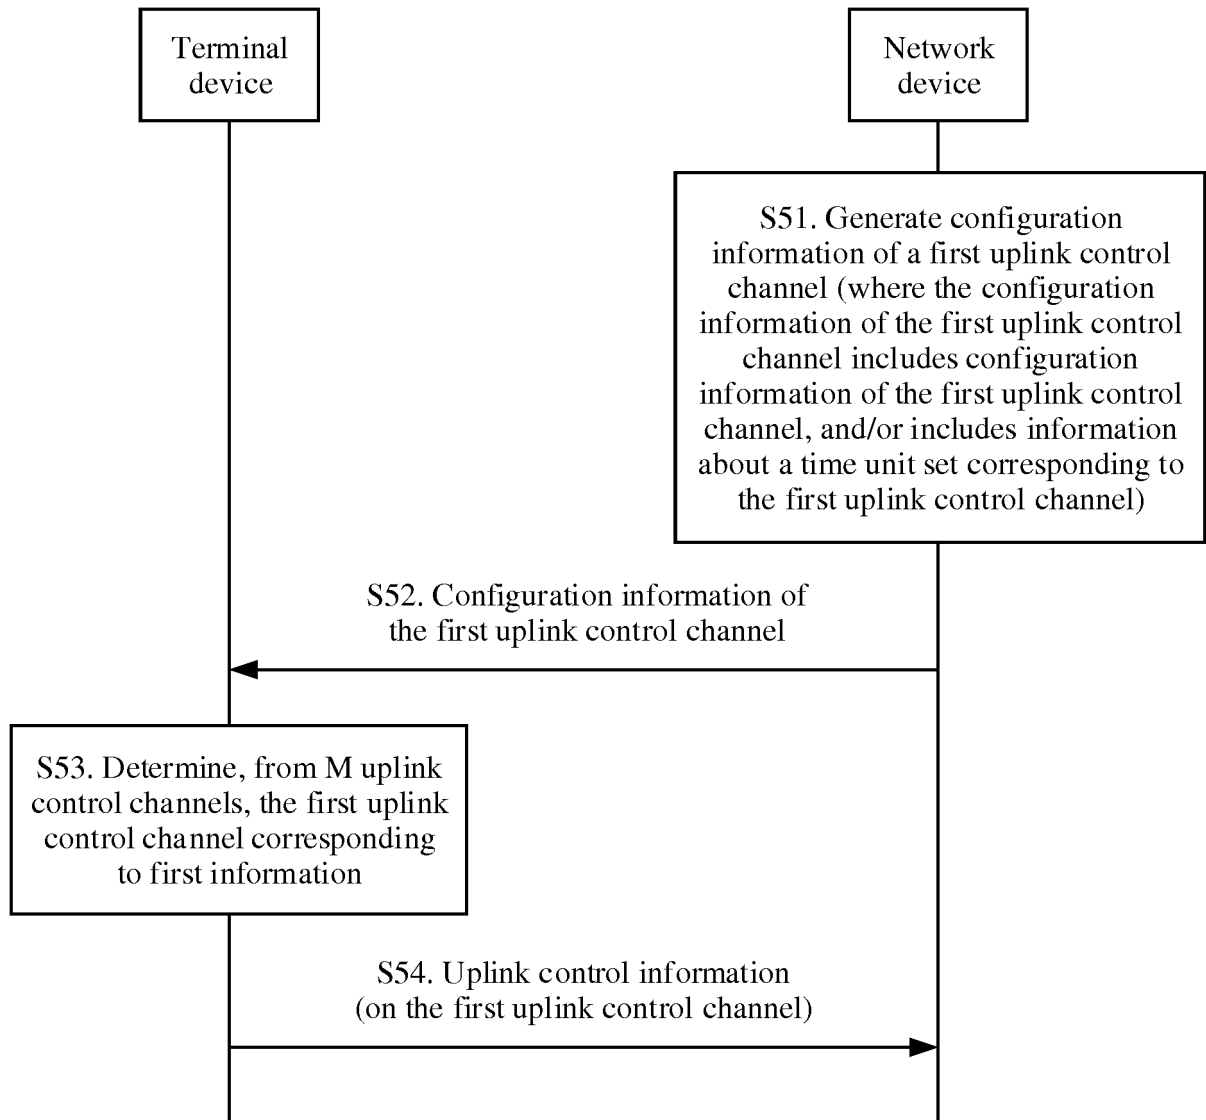 Terminal
device
Network
device
S51. Generate configuration
information of a first uplink control
channel (where the configuration
information of the first uplink control
channel includes configuration
information of the first uplink control
channel, and/or includes information
about a time unit set corresponding to
the first uplink control channel)
S52. Configuration information of
the first uplink control channel
S53. Determine, from M uplink
control channels, the first uplink
control channel corresponding
to first information
S54. Uplink control information
(on the first uplink control channel)